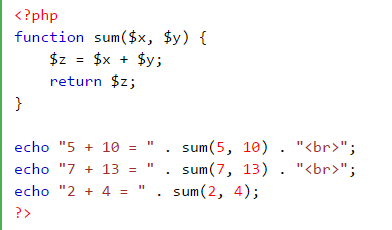 <?php
function sum($x, $y) {
    $z = $x + $y;
    return $z;
}

echo "5 + 10 = " . sum(5, 10) . "<br>";
echo "7 + 13 = " . sum(7, 13) . "<br>";
echo "2 + 4 = " . sum(2, 4);
?>